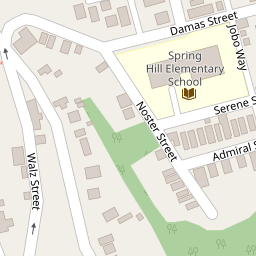 Damas Street
Jobo Way
Spring
Hill Elementary
School
Serene S
Noster Street
Admiral S
Walz Street